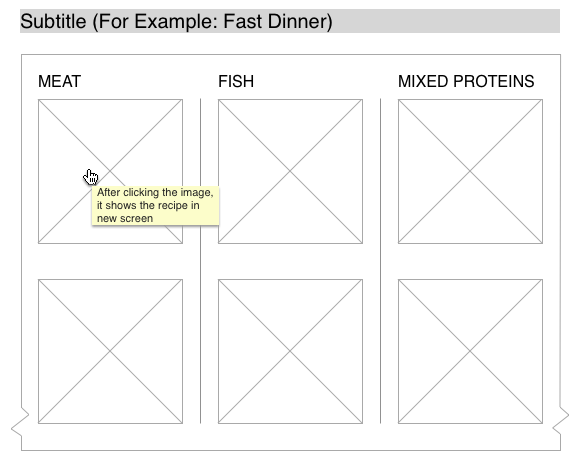 Subtitle (For Example: Fast Dinner)
MEAT
FISH
MIXED PROTEINS
After clicking the image,
it shows the recipe in
new screen